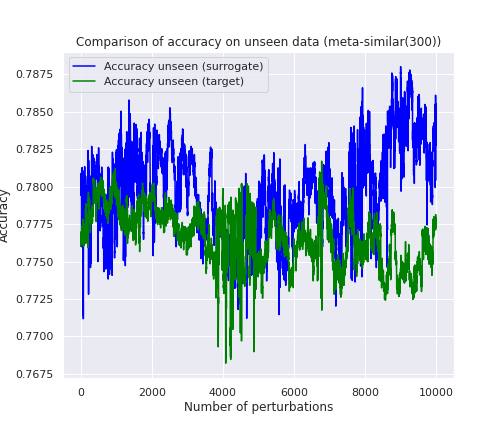 Comparison of accuracy on unseen data (meta-similar(300))
Accuracy unseen (surrogate)
Accuracy unseen (target)
0.7875
0.7850
0.7825
0.7800
0.7775
0.7750
0.7725
0.7700
0.7675
Accuracy
0 2000 4000 6000 8000 10000
Number of perturbations